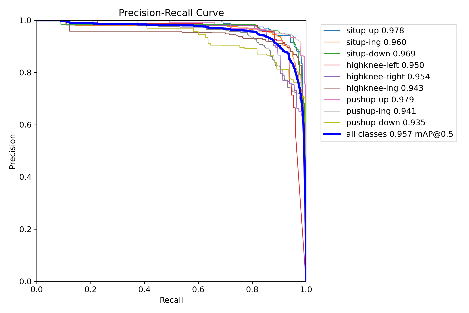 Precision-Recall Curve
1.0
0.8
0.6
0.4
0.2
0.0
0.0 0.2 0.4 0.6 0.8 1.0
Precision
Recall
situp-up 0.978
situp-ing 0.960
situp-down 0.969
highknee-left 0.950
highknee-right 0.954
highknee-ing 0.943
pushup-up 0.979
pushup-ing 0.941
pushup-down 0.935
all classes 0.957 mAP@0.5